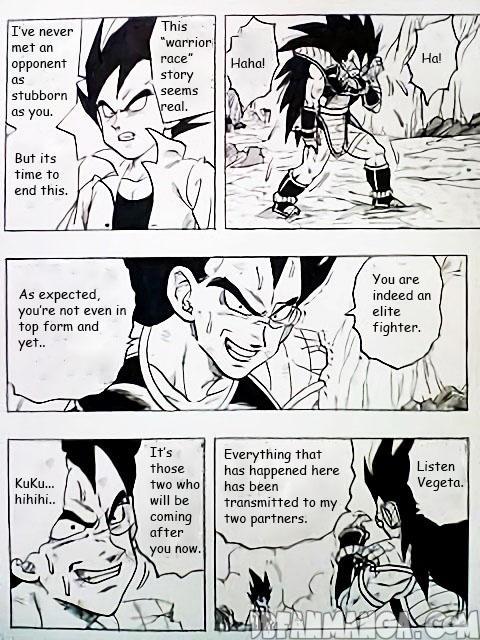 Ha!
Haha!
This
"warrior
race"
story
seems
real.
I've never
met an
opponent
as
stubborn
as you.
But its
time to
end this.
You are
indeed an
elite
fighter.
As expected,
you're not even in
top form and
yet..
Listen
Vegeta.
Everything that
has happened here
has been
transmitted to my
two partners.
It's
those
two who
will be
coming
after
you now.
KuKu...
hihihi..
DBFANMANGA.COM